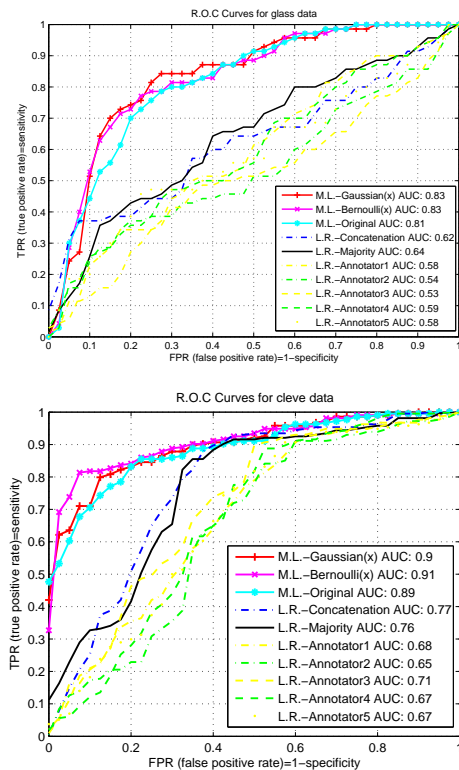 R.O.C Curves for glass data
TPR (true positive rate)=sensitivity
1
0.9
0.8
0.7
0.6
0.5
0.4
0.3
0.2
0.1
0
0 0.1 0.2 0.3 0.4 0.5 0.6 0.7 0.8 0.9 1
FPR (false positive rate)=1-specificity
M.L.-Gaussian(x) AUC: 0.83
M.L.-Bernoulli(x) AUC: 0.83
M.L.-Original AUC: 0.81
L.R.-Concatenation AUC: 0.62
L.R.-Majority AUC: 0.64
L.R.-Annotator1 AUC: 0.58
L.R.-Annotator2 AUC: 0.54
L.R.-Annotator3 AUC: 0.53
L.R.-Annotator4 AUC: 0.59
L.R.-Annotator5 AUC: 0.58
R.O.C Curves for cleve data
TPR (true positive rate)=sensitivity
1
0.9
0.8
0.7
0.6
0.5
0.4
0.3
0.2
0.1
0
0 0.2 0.4 0.6 0.8 1
FPR (false positive rate)=1-specificity
M.L.-Gaussian(x) AUC: 0.9
M.L.-Bernoulli(x) AUC: 0.91
M.L.-Original AUC: 0.89
L.R.-Concatenation AUC: 0.77
L.R.-Majority AUC: 0.76
L.R.-Annotator1 AUC: 0.68
L.R.-Annotator2 AUC: 0.65
L.R.-Annotator3 AUC: 0.71
L.R.-Annotator4 AUC: 0.67
L.R.-Annotator5 AUC: 0.67